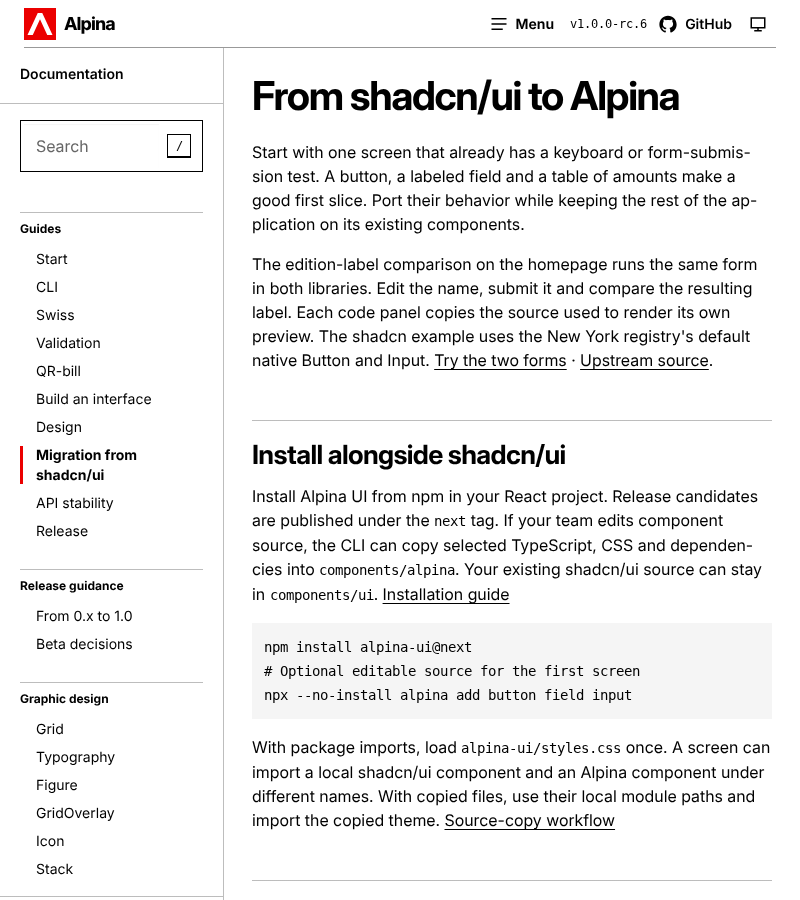 Alpina
Menu
v1.0.0-rc.6
GitHub
Documentation
Search
/
Guides
Start
CLI
Swiss
Validation
QR-bill
Build an interface
Design
Migration from
shadcn/ui
API stability
Release
Release guidance
From 0.x to 1.0
Beta decisions
Graphic design
Grid
Typography
Figure
GridOverlay
Icon
Stack
From shadcn/ui to Alpina
Start with one screen that already has a keyboard or form-submis-
sion test. A button, a labeled field and a table of amounts make a
good first slice. Port their behavior while keeping the rest of the ap-
plication on its existing components.
The edition-label comparison on the homepage runs the same form
in both libraries. Edit the name, submit it and compare the resulting
label. Each code panel copies the source used to render its own
preview. The shadcn example uses the New York registry's default
native Button and Input. Try the two forms · Upstream source.
Install alongside shadcn/ui
Install Alpina UI from npm in your React project. Release candidates
are published under the next tag. If your team edits component
source, the CLI can copy selected TypeScript, CSS and dependen-
cies into components/alpina. Your existing shadcn/ui source can stay
in components/ui. Installation guide
npm install alpina-ui@next
# Optional editable source for the first screen
npx --no-install alpina add button field input
With package imports, load alpina-ui/styles.css once. A screen can
import a local shadcn/ui component and an Alpina component under
different names. With copied files, use their local module paths and
import the copied theme. Source-copy workflow